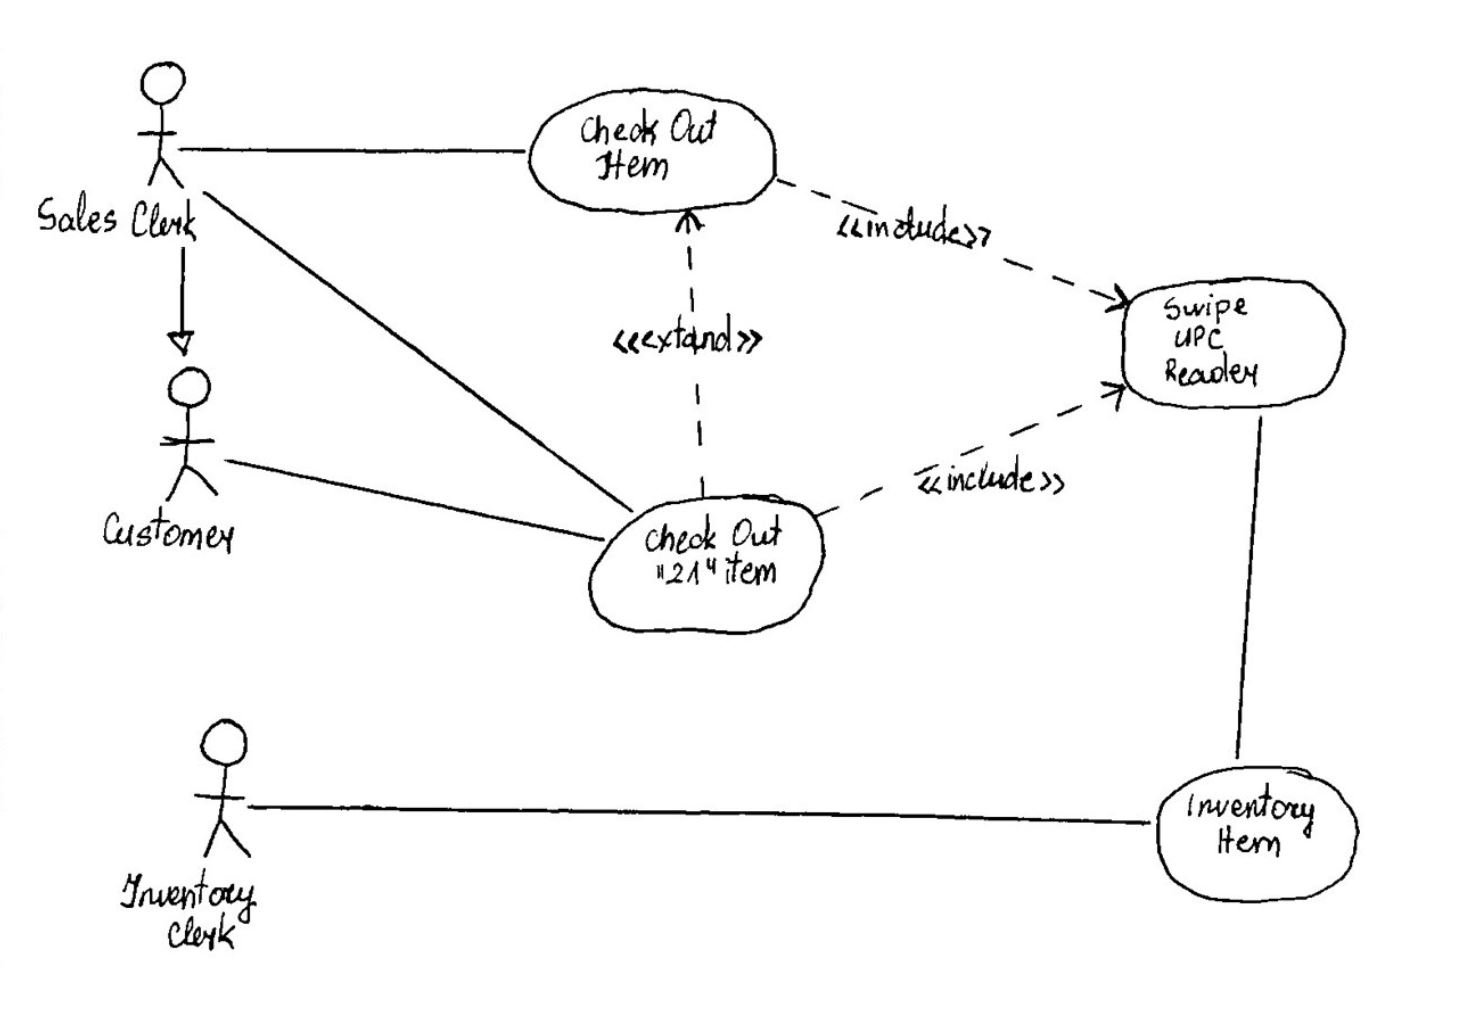 Check Out
Item
Sales Clerk
<<include>>
Swipe
UPC
Reader
<<extand>>
Customer
<<include>>
Check Out
"21" item
Inventory
Item
Inventory
Clerk